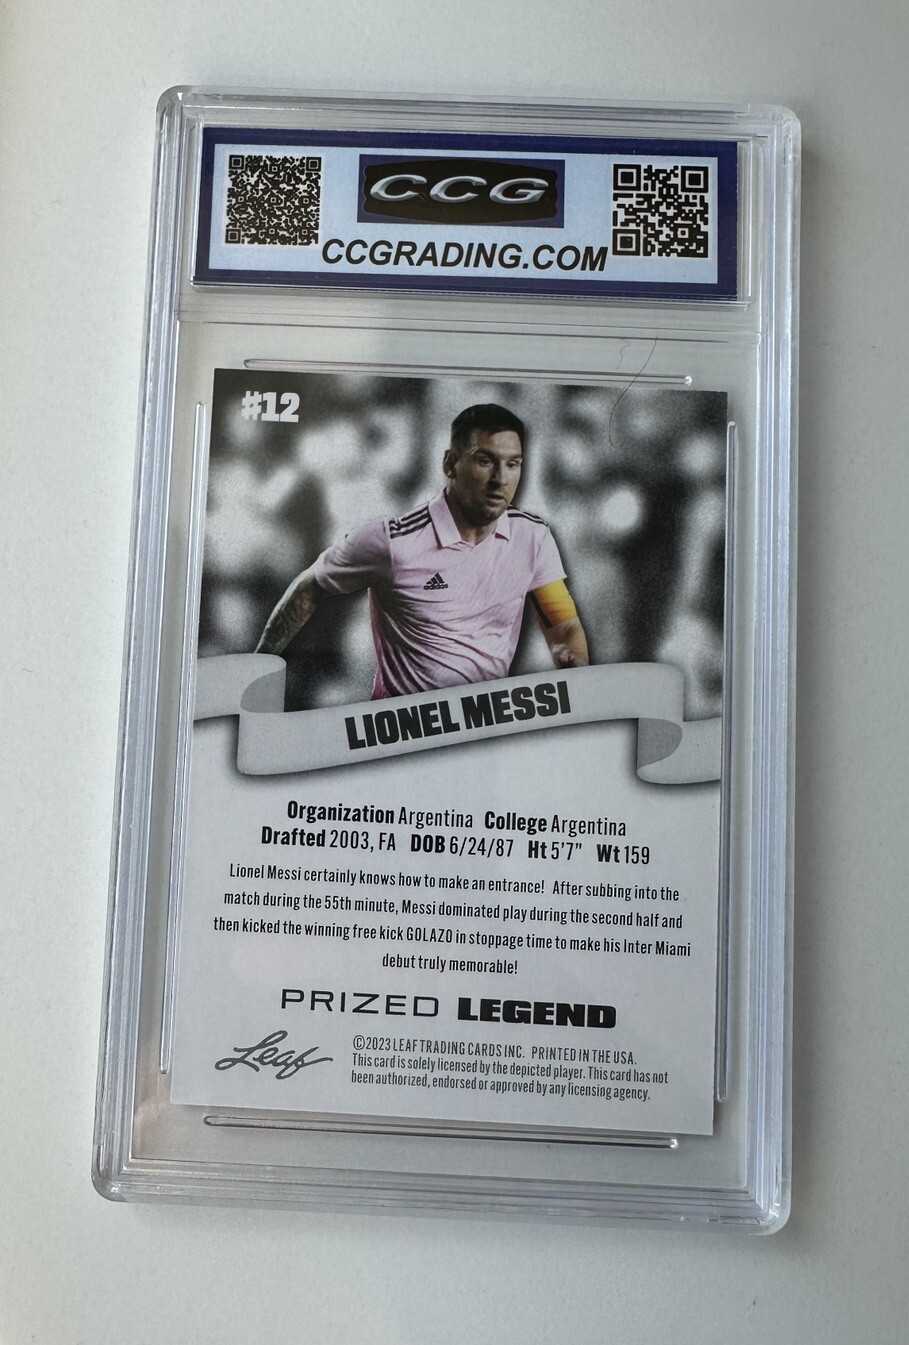 CCG
CCGRADING.COM
#12
adidas
LIONEL MESSI
Organization Argentina College Argentina
Drafted 2003, FA DOB 6/24/87 Ht 5'7" Wt 159
Lionel Messi certainly knows how to make an entrance! After subbing into the
match during the 55th minute, Messi dominated play during the second half and
then kicked the winning free kick GOLAZO in stoppage time to make his Inter Miami
debut truly memorable!
PRIZED LEGEND
Leaf
©2023 LEAF TRADING CARDS INC. PRINTED IN THE USA.
This card is solely licensed by the depicted player. This card has not
been authorized, endorsed or approved by any licensing agency.